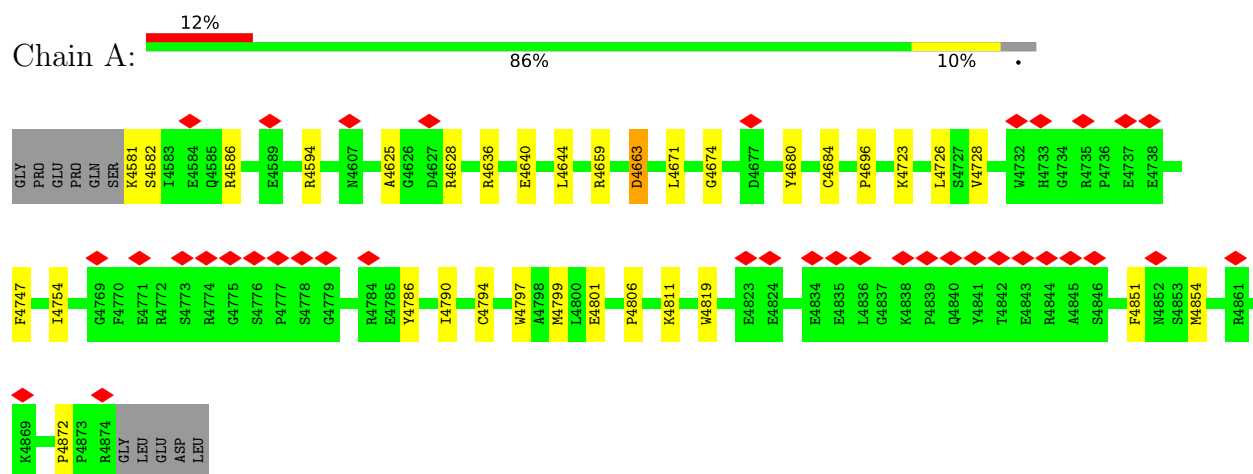 12%
Chain A:
86% 10% •
GLY PRO GLU PRO GLN SER K4581 S4582 I4583 E4584 Q4585 R4586 E4589 R4594 N4607 A4625 G4626 D4627 R4628 R4636 E4640 L4644 R4659 D4663 L4671 G4674 D4677 Y4680 C4684 P4696 K4723 L4726 S4727 V4728 W4732 H4733 G4734 R4735 P4736 E4737 E4738
F4747 I4754 G4769 F4770 E4771 R4772 S4773 R4774 G4775 S4776 P4777 S4778 G4779 R4784 E4785 Y4786 I4790 C4794 W4797 A4798 M4799 L4800 E4801 P4806 K4811 W4819 E4823 E4824 E4834 E4835 L4836 G4837 K4838 P4839 Q4840 Y4841 T4842 E4843 R4844 A4845 S4846 F4851 N4852 S4853 M4854 R4861
K4869 P4872 P4873 R4874 GLY LEU GLU ASP LEU